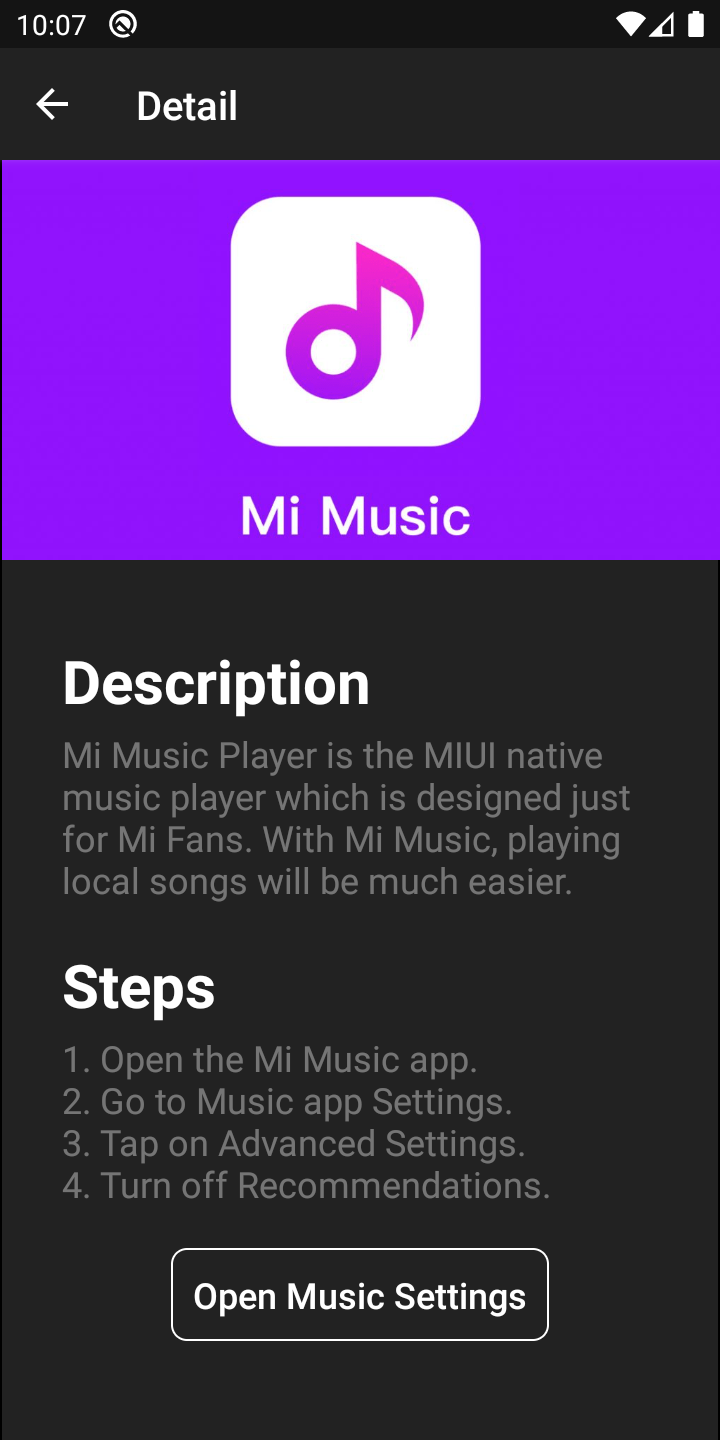 10:07
Detail
Mi Music
Description
Mi Music Player is the MIUI native
music player which is designed just
for Mi Fans. With Mi Music, playing
local songs will be much easier.
Steps
1. Open the Mi Music app.
2. Go to Music app Settings.
3. Tap on Advanced Settings.
4. Turn off Recommendations.
Open Music Settings